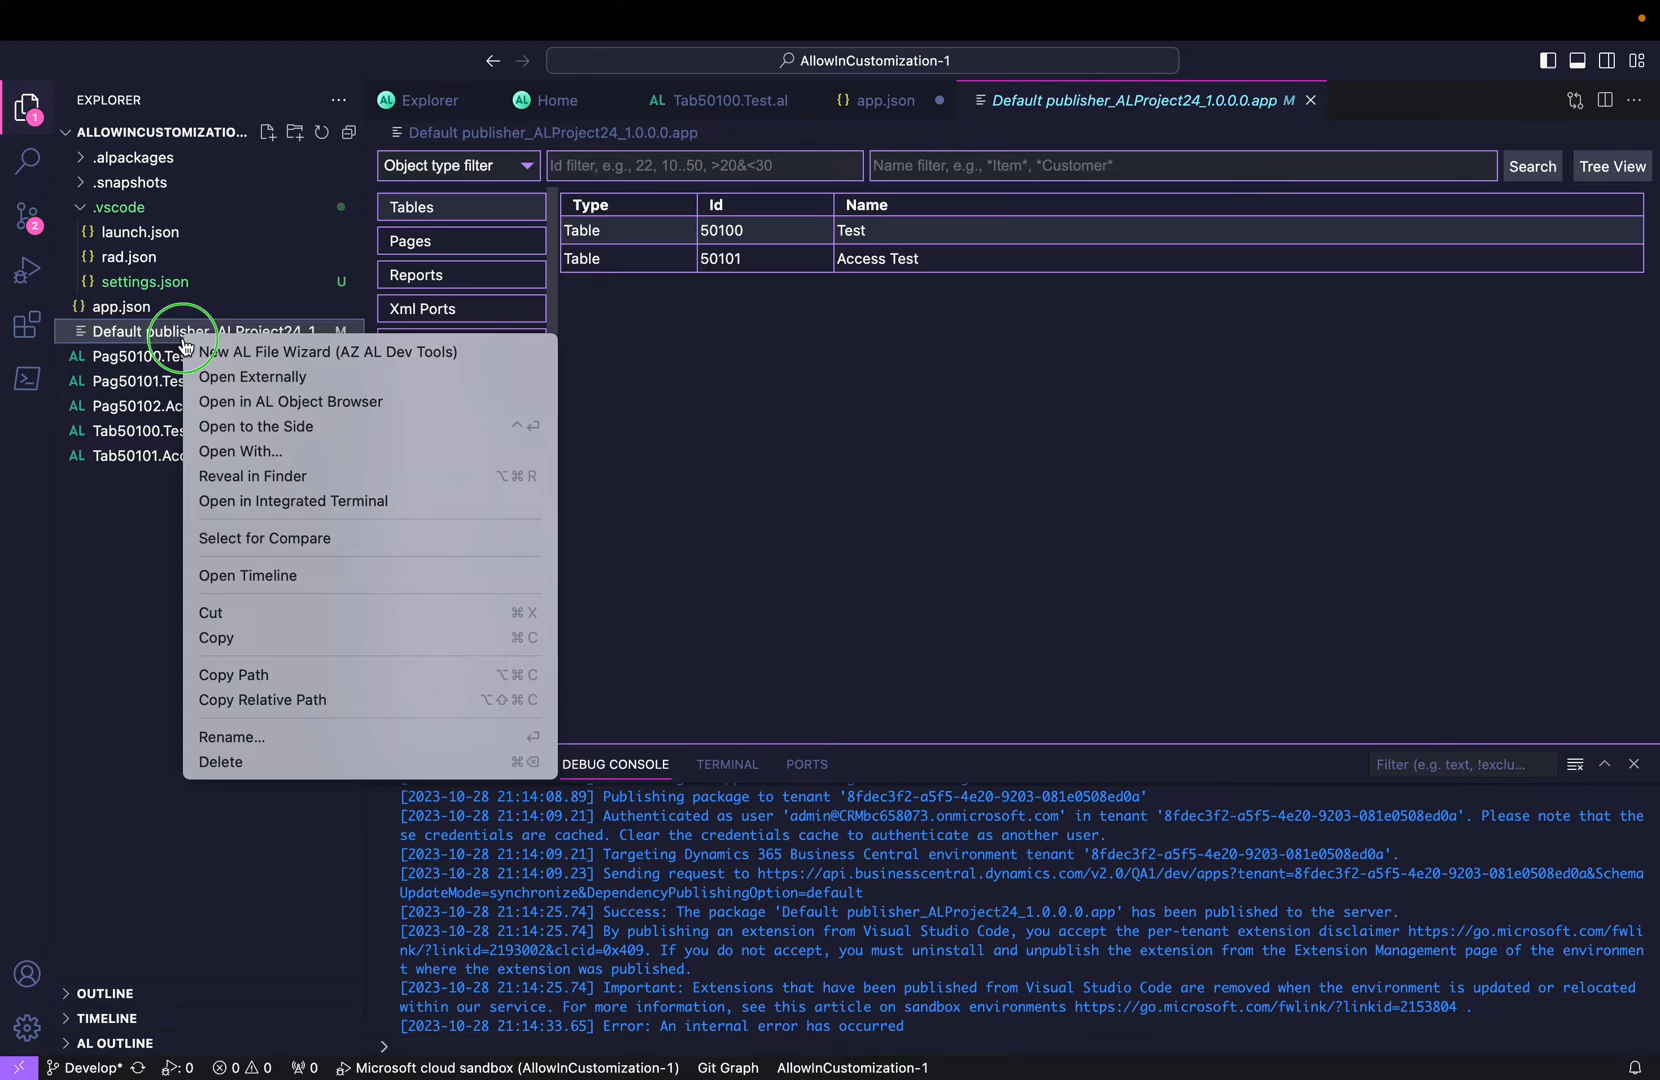 AllowInCustomization-1
EXPLORER
ALLOWINCUSTOMIZATIO...
.alpackages
.snapshots
.vscode
launch.json
rad.json
settings.json U
app.json
Default publisher_ALProject24_1... M
Pag50100.Te
Pag50101.Te
Pag50102.Ac
Tab50100.Tes
Tab50101.Acc
OUTLINE
TIMELINE
AL OUTLINE
1
2
AL Explorer
AL Home
AL Tab50100.Test.al
{} app.json
Default publisher_ALProject24_1.0.0.0.app M
Default publisher_ALProject24_1.0.0.0.app
Object type filter
Id filter, e.g., 22, 10..50, >20&<30
Name filter, e.g., *Item*, *Customer*
Search
Tree View
Tables
Pages
Reports
Xml Ports
Type Id Name
Table 50100 Test
Table 50101 Access Test
New AL File Wizard (AZ AL Dev Tools)
Open Externally
Open in AL Object Browser
Open to the Side
Open With...
Reveal in Finder ⌥⌘R
Open in Integrated Terminal
Select for Compare
Open Timeline
Cut ⌘X
Copy ⌘C
Copy Path ⌥⌘C
Copy Relative Path ⌥⇧⌘C
Rename...
Delete ⌘⌫
DEBUG CONSOLE
TERMINAL
PORTS
Filter (e.g. text, !exclu...
[2023-10-28 21:14:08.89] Publishing package to tenant '8fdec3f2-a5f5-4e20-9203-081e0508ed0a'
[2023-10-28 21:14:09.21] Authenticated as user 'admin@CRMbc658073.onmicrosoft.com' in tenant '8fdec3f2-a5f5-4e20-9203-081e0508ed0a'. Please note that the
se credentials are cached. Clear the credentials cache to authenticate as another user.
[2023-10-28 21:14:09.21] Targeting Dynamics 365 Business Central environment tenant '8fdec3f2-a5f5-4e20-9203-081e0508ed0a'.
[2023-10-28 21:14:09.23] Sending request to https://api.businesscentral.dynamics.com/v2.0/QA1/dev/apps?tenant=8fdec3f2-a5f5-4e20-9203-081e0508ed0a&Schema
UpdateMode=synchronize&DependencyPublishingOption=default
[2023-10-28 21:14:25.74] Success: The package 'Default publisher_ALProject24_1.0.0.0.app' has been published to the server.
[2023-10-28 21:14:25.74] By publishing an extension from Visual Studio Code, you accept the per-tenant extension disclaimer https://go.microsoft.com/fwli
nk/?linkid=2193002&clcid=0x409. If you do not accept, you must uninstall and unpublish the extension from the Extension Management page of the environmen
t where the extension was published.
[2023-10-28 21:14:25.74] Important: Extensions that have been published from Visual Studio Code are removed when the environment is updated or relocated
within our service. For more information, see this article on sandbox environments https://go.microsoft.com/fwlink/?linkid=2153804 .
[2023-10-28 21:14:33.65] Error: An internal error has occurred
Develop*
: 0
0 0
0
Microsoft cloud sandbox (AllowInCustomization-1)
Git Graph
AllowInCustomization-1